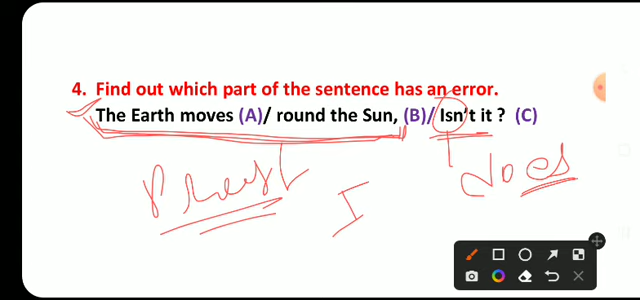 4. Find out which part of the sentence has an error.
The Earth moves (A)/ round the Sun, (B)/ Isn't it ? (C)
Does
I